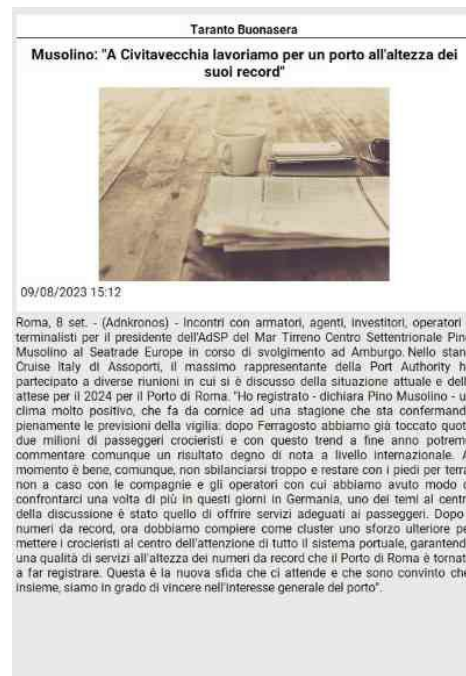 Taranto Buonasera
Musolino: "A Civitavecchia lavoriamo per un porto all'altezza dei
suoi record"
09/08/2023 15:12
Roma, 8 set. - (Adnkronos) - Incontri con armatori, agenti, investitori, operatori
terminalisti per il presidente dell'AdSP del Mar Tirreno Centro Settentrionale Pino
Musolino al Seatrade Europe in corso di svolgimento ad Amburgo. Nello stand
Cruise Italy di Assoporti, il massimo rappresentante della Port Authority h
partecipato a diverse riunioni in cui si è discusso della situazione attuale e dell
attese per il 2024 per il Porto di Roma. "Ho registrato - dichiara Pino Musolino - u
clima molto positivo, che fa da cornice ad una stagione che sta confermand
pienamente le previsioni della vigilia: dopo Ferragosto abbiamo già toccato quot
due milioni di passeggeri crocieristi e con questo trend a fine anno potrem
commentare comunque un risultato degno di nota a livello internazionale. A
momento è bene, comunque, non sbilanciarsi troppo e restare con i piedi per terra
non a caso con le compagnie e gli operatori con cui abbiamo avuto modo d
confrontarci una volta di più in questi giorni in Germania, uno dei temi al centr
della discussione è stato quello di offrire servizi adeguati ai passeggeri. Dopo
numeri da record, ora dobbiamo compiere come cluster uno sforzo ulteriore pe
mettere i crocieristi al centro dell'attenzione di tutto il sistema portuale, garantend
una qualità di servizi all'altezza dei numeri da record che il Porto di Roma è tornat
a far registrare. Questa è la nuova sfida che ci attende e che sono convinto che
insieme, siamo in grado di vincere nell'interesse generale del porto".